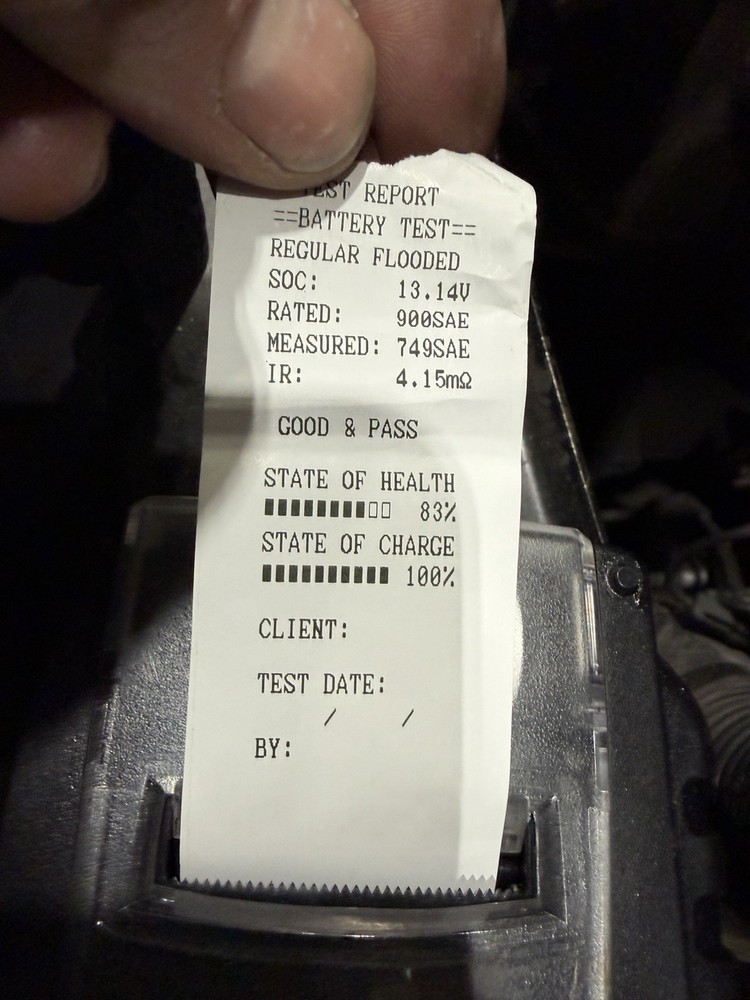 TEST REPORT
==BATTERY TEST==
REGULAR FLOODED
SOC: 13.14V
RATED: 900SAE
MEASURED: 749SAE
IR: 4.15mΩ
GOOD & PASS
STATE OF HEALTH
83%
STATE OF CHARGE
100%
CLIENT:
TEST DATE:
/ /
BY: